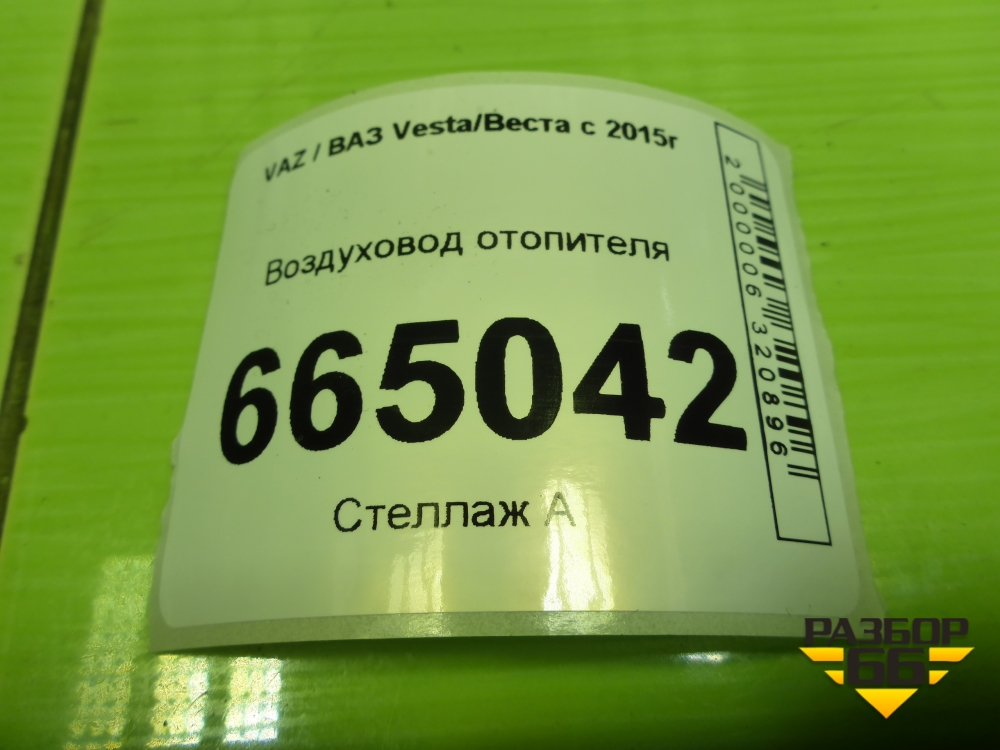 VAZ / ВАЗ Vesta/Веста с 2015г
Воздуховод отопителя
665042
Стеллаж А
2000006320896
РАЗБОР
66